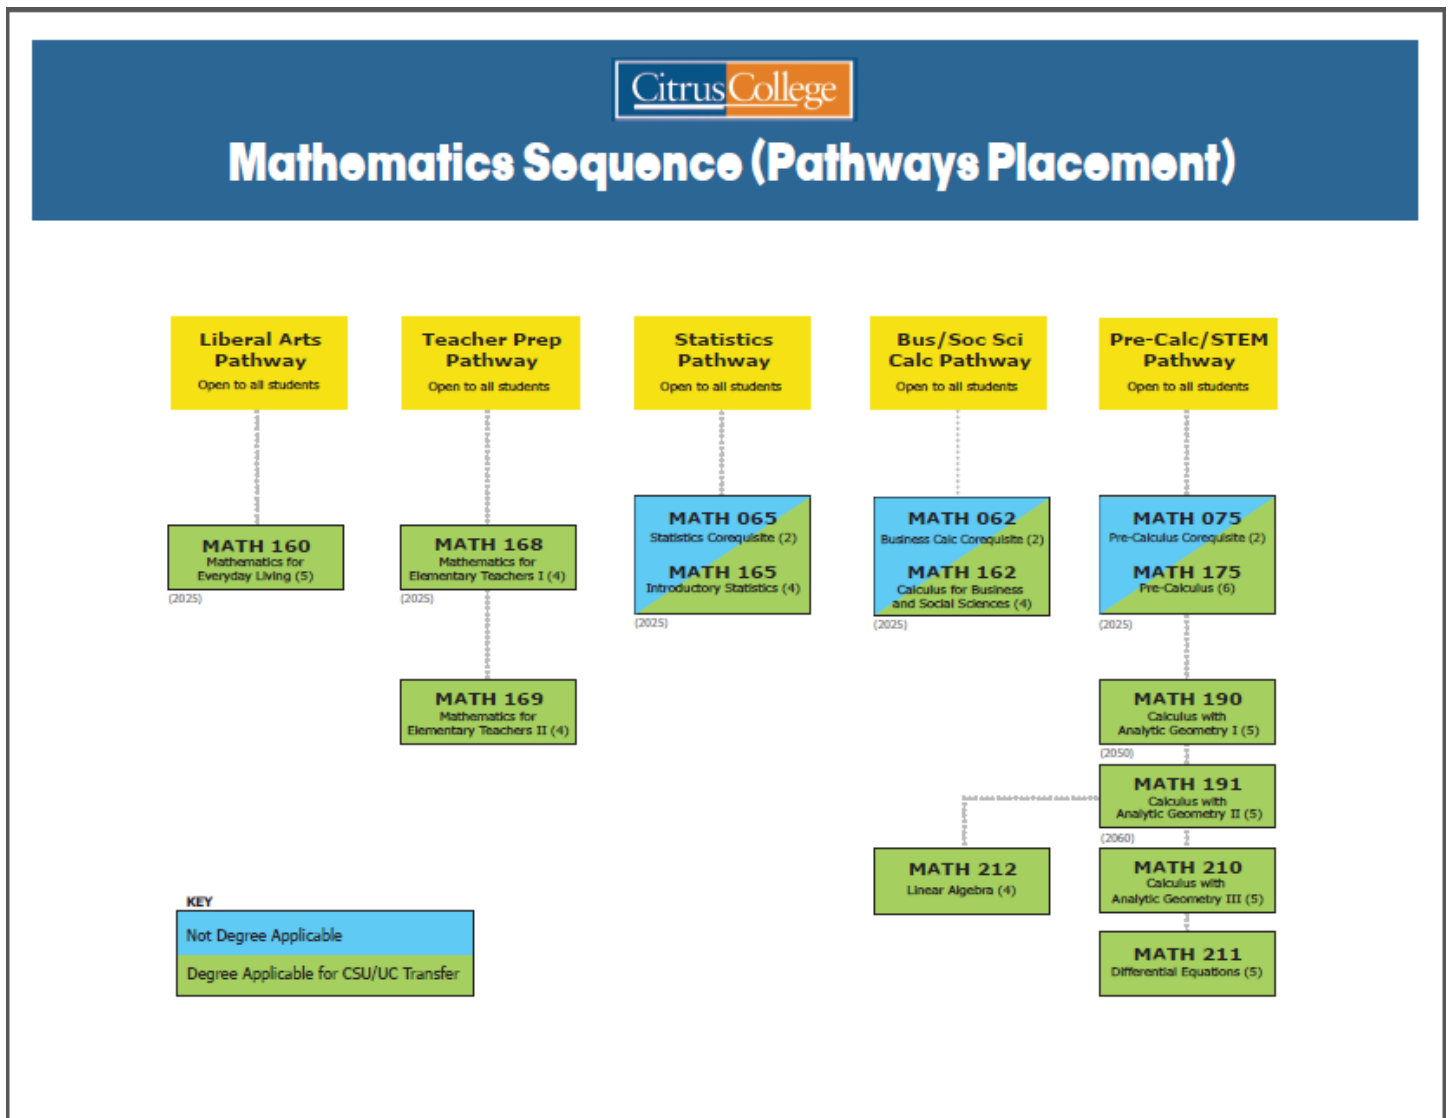 Citrus College
Mathematics Sequence (Pathways Placement)
Liberal Arts
Pathway
Open to all students
Teacher Prep
Pathway
Open to all students
Statistics
Pathway
Open to all students
Bus/Soc Sci
Calc Pathway
Open to all students
Pre-Calc/STEM
Pathway
Open to all students
MATH 160
Mathematics for
Everyday Living (5)
(2025)
MATH 168
Mathematics for
Elementary Teachers I (4)
(2025)
MATH 065
Statistics Corequisite (2)
MATH 165
Introductory Statistics (4)
(2025)
MATH 062
Business Calc Corequisite (2)
MATH 162
Calculus for Business
and Social Sciences (4)
(2025)
MATH 075
Pre-Calculus Corequisite (2)
MATH 175
Pre-Calculus (6)
(2025)
MATH 169
Mathematics for
Elementary Teachers II (4)
MATH 190
Calculus with
Analytic Geometry I (5)
(2050)
MATH 191
Calculus with
Analytic Geometry II (5)
(2060)
MATH 212
Linear Algebra (4)
MATH 210
Calculus with
Analytic Geometry III (5)
MATH 211
Differential Equations (5)
KEY
Not Degree Applicable
Degree Applicable for CSU/UC Transfer